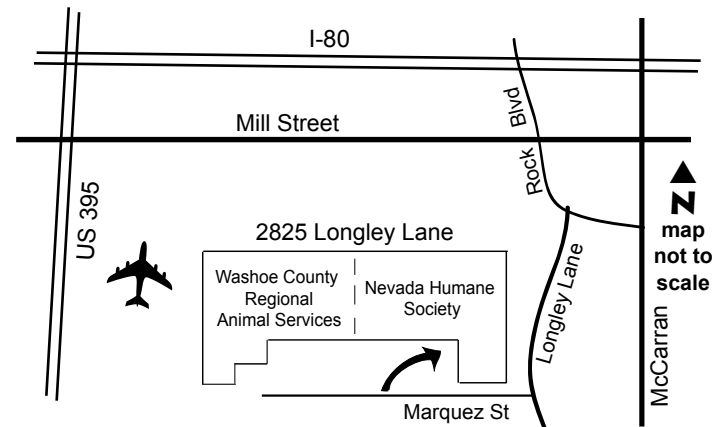 I-80
Mill Street
Rock Blvd
US 395
N
map
not to
scale
2825 Longley Lane
Washoe County
Regional
Animal Services
Nevada Humane
Society
Longley Lane
McCarran
Marquez St